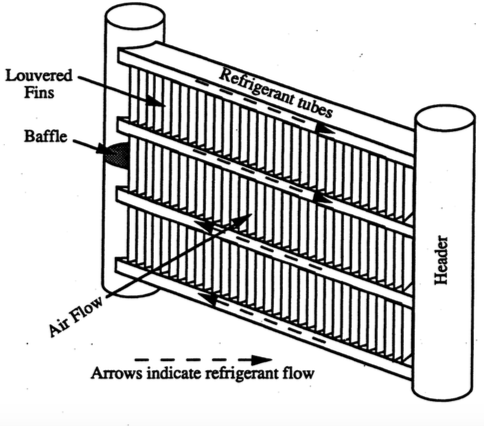 Louvered
Fins
Refrigerant tubes
Baffle
Header
Air Flow
Arrows indicate refrigerant flow